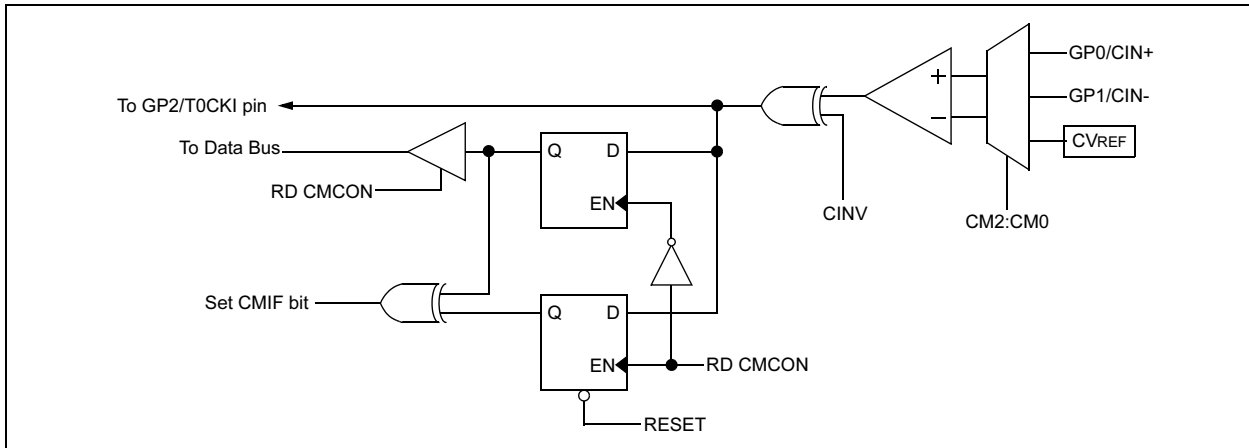 GP0/CIN+
To GP2/T0CKI pin
GP1/CIN-
To Data Bus
Q D
CVREF
RD CMCON
EN
CINV
CM2:CM0
Set CMIF bit
Q D
EN
RD CMCON
RESET
+
−